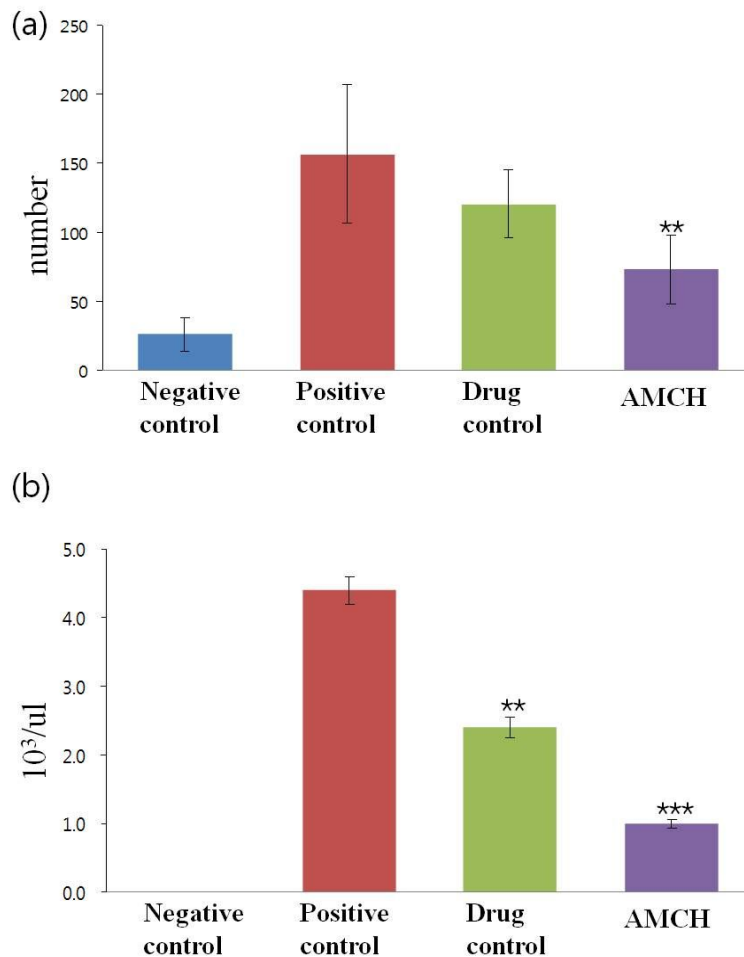 (a)
250
200
150
100
50
0
number
**
Negative control
Positive control
Drug control
AMCH
(b)
5.0
4.0
3.0
2.0
1.0
0.0
10³/ul
**
***
Negative control
Positive control
Drug control
AMCH